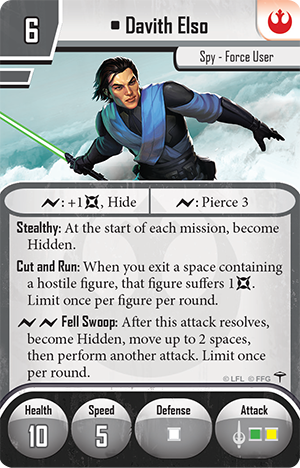 6
Davith Elso
Spy - Force User
: +1, Hide
: Pierce 3
Stealthy: At the start of each mission, become
Hidden.
Cut and Run: When you exit a space containing
a hostile figure, that figure suffers 1.
Limit once per figure per round.
Fell Swoop: After this attack resolves,
become Hidden, move up to 2 spaces,
then perform another attack. Limit once
per round.
© LFL © FFG
Health Speed Defense Attack
10 5